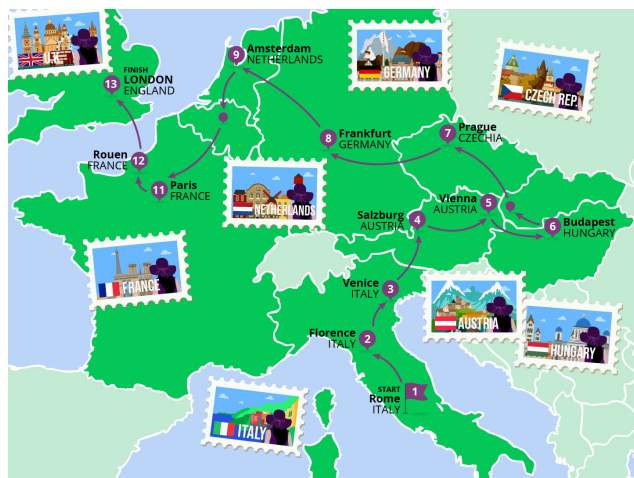 U.K.
GERMANY
CZECH REP.
9
Amsterdam
NETHERLANDS
FINISH
13
LONDON
ENGLAND
8
Frankfurt
GERMANY
7
Prague
CZECHIA
Rouen
FRANCE
12
11
Paris
FRANCE
NETHERLANDS
Vienna
AUSTRIA
5
Salzburg
AUSTRIA
4
6
Budapest
HUNGARY
FRANCE
Venice
ITALY
3
AUSTRIA
Florence
ITALY
2
HUNGARY
START
Rome
ITALY
1
ITALY